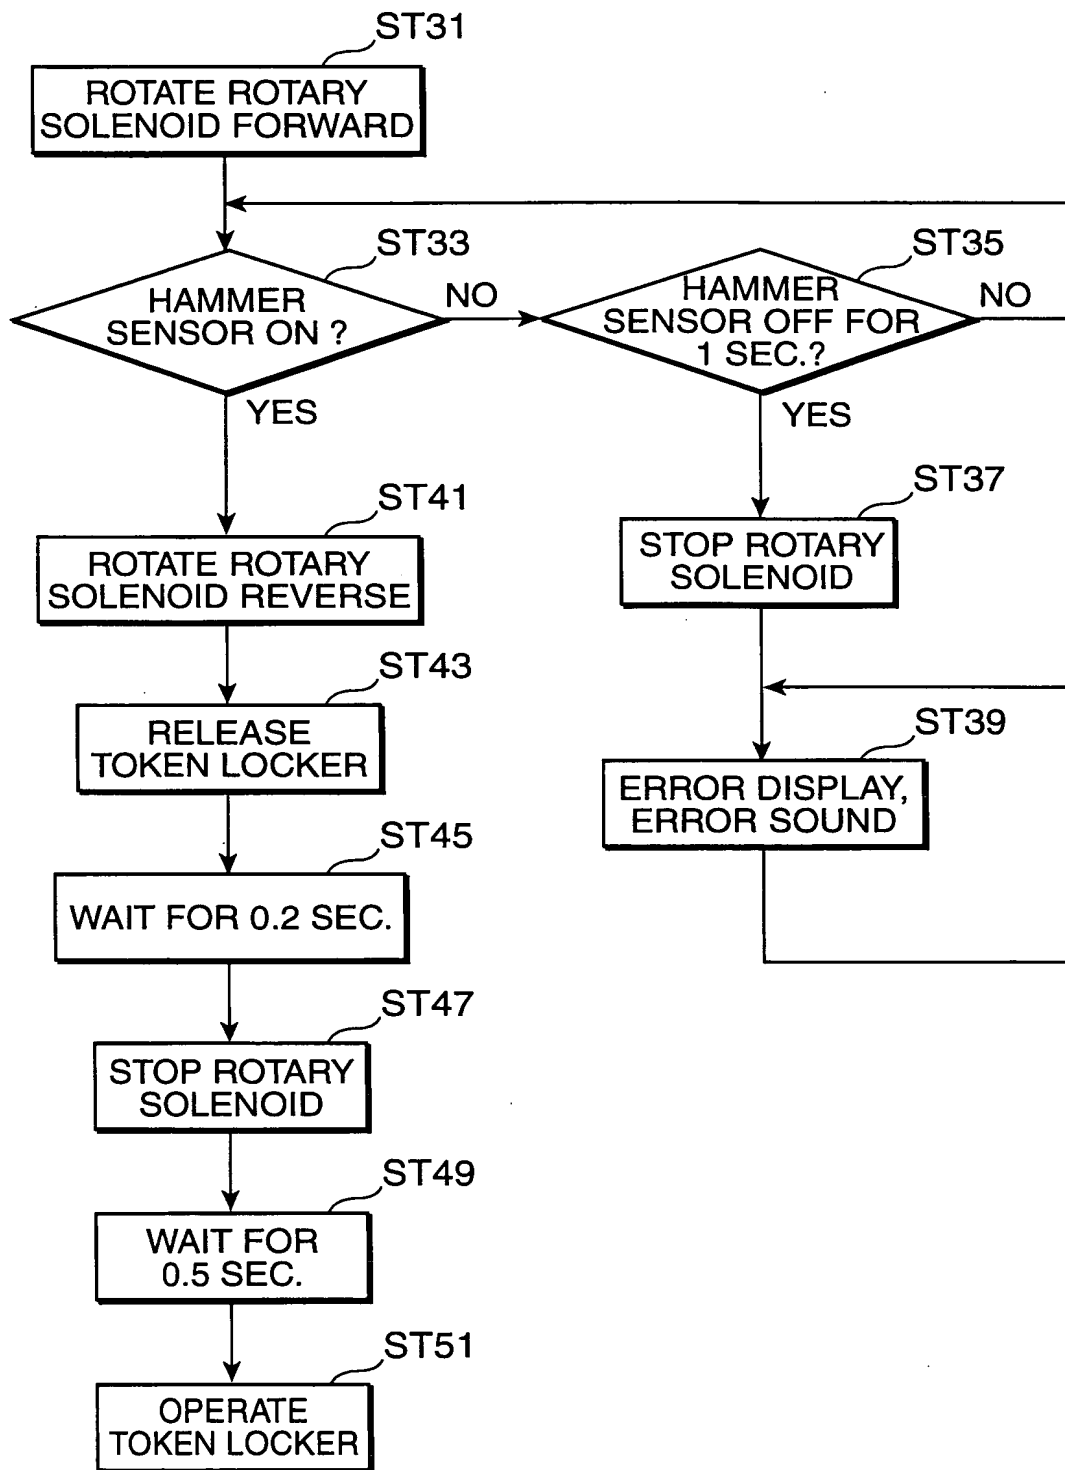 ST31
ROTATE ROTARY
SOLENOID FORWARD
ST33
HAMMER
SENSOR ON ?
NO
YES
ST35
HAMMER
SENSOR OFF FOR
1 SEC.?
NO
YES
ST37
STOP ROTARY
SOLENOID
ST39
ERROR DISPLAY,
ERROR SOUND
ST41
ROTATE ROTARY
SOLENOID REVERSE
ST43
RELEASE
TOKEN LOCKER
ST45
WAIT FOR 0.2 SEC.
ST47
STOP ROTARY
SOLENOID
ST49
WAIT FOR
0.5 SEC.
ST51
OPERATE
TOKEN LOCKER